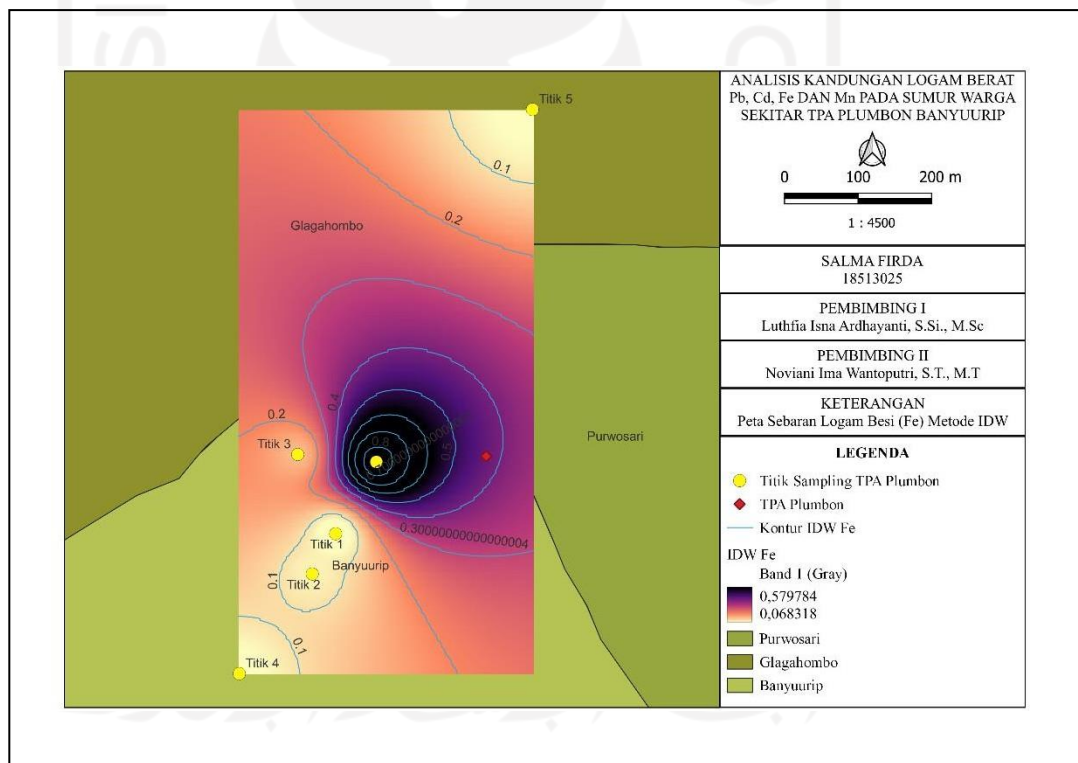 ANALISIS KANDUNGAN LOGAM BERAT
Pb, Cd, Fe DAN Mn PADA SUMUR WARGA
SEKITAR TPA PLUMBON BANYUURIP
0 100 200 m
1 : 4500
SALMA FIRDA
18513025
PEMBIMBING I
Luthfia Isna Ardhayanti, S.Si., M.Sc
PEMBIMBING II
Noviani Ima Wantoputri, S.T., M.T
KETERANGAN
Peta Sebaran Logam Besi (Fe) Metode IDW
LEGENDA
Titik Sampling TPA Plumbon
TPA Plumbon
Kontur IDW Fe
IDW Fe
Band 1 (Gray)
0,579784
0,068318
Purwosari
Glagahombo
Banyuurip
Titik 5
0.1
0.2
Glagahombo
0.4
0.2
Titik 3
0.8
0.5
Purwosari
0.30000000000000004
Titik 1
Banyuurip
Titik 2
0.1
0.1
Titik 4